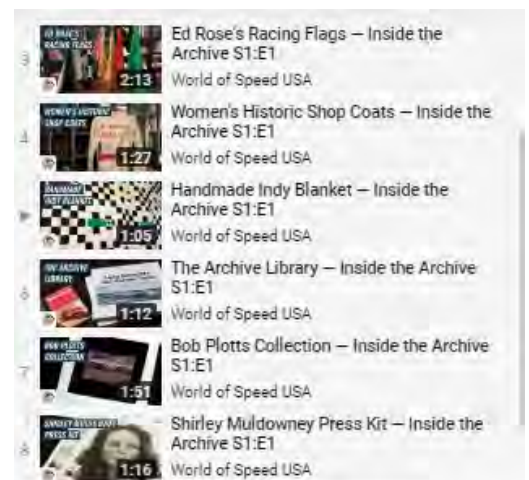 3
ED ROSE'S
RACING FLAGS
2:13
Ed Rose's Racing Flags — Inside the
Archive S1:E1
World of Speed USA
4
WOMEN'S HISTORIC
SHOP COATS
1:27
Women's Historic Shop Coats — Inside the
Archive S1:E1
World of Speed USA
HANDMADE
INDY BLANKET
1:05
Handmade Indy Blanket — Inside the
Archive S1:E1
World of Speed USA
6
THE ARCHIVE
LIBRARY
1:12
The Archive Library — Inside the Archive
S1:E1
World of Speed USA
7
BOB PLOTTS
COLLECTION
1:51
Bob Plotts Collection — Inside the Archive
S1:E1
World of Speed USA
8
SHIRLEY MULDOWNEY
PRESS KIT
1:16
Shirley Muldowney Press Kit — Inside the
Archive S1:E1
World of Speed USA